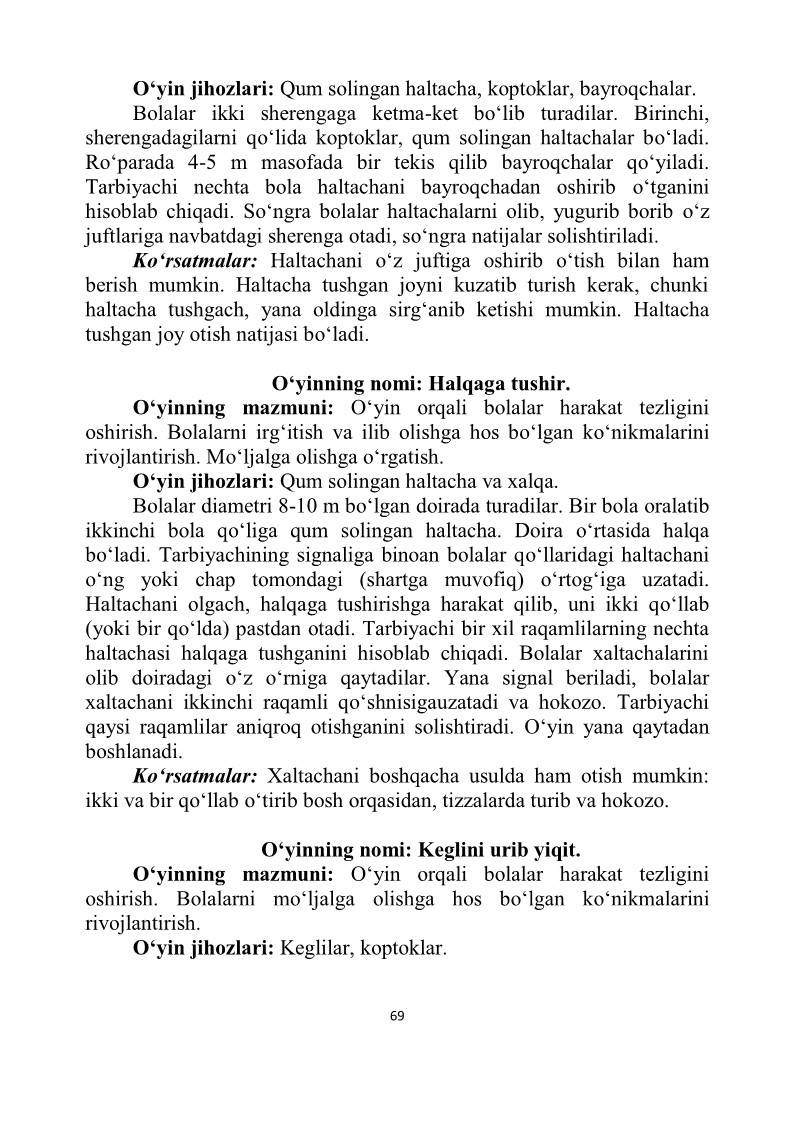 O‘yin jihozlari: Qum solingan haltacha, koptoklar, bayroqchalar.
Bolalar ikki sherengaga ketma-ket bo‘lib turadilar. Birinchi,
sherengadagilarni qo‘lida koptoklar, qum solingan haltachalar bo‘ladi.
Ro‘parada 4-5 m masofada bir tekis qilib bayroqchalar qo‘yiladi.
Tarbiyachi nechta bola haltachani bayroqchadan oshirib o‘tganini
hisoblab chiqadi. So‘ngra bolalar haltachalarni olib, yugurib borib o‘z
juftlariga navbatdagi sherenga otadi, so‘ngra natijalar solishtiriladi.
Ko‘rsatmalar: Haltachani o‘z juftiga oshirib o‘tish bilan ham
berish mumkin. Haltacha tushgan joyni kuzatib turish kerak, chunki
haltacha tushgach, yana oldinga sirg‘anib ketishi mumkin. Haltacha
tushgan joy otish natijasi bo‘ladi.
O‘yinning nomi: Halqaga tushir.
O‘yinning mazmuni: O‘yin orqali bolalar harakat tezligini
oshirish. Bolalarni irg‘itish va ilib olishga hos bo‘lgan ko‘nikmalarini
rivojlantirish. Mo‘ljalga olishga o‘rgatish.
O‘yin jihozlari: Qum solingan haltacha va xalqa.
Bolalar diametri 8-10 m bo‘lgan doirada turadilar. Bir bola oralatib
ikkinchi bola qo‘liga qum solingan haltacha. Doira o‘rtasida halqa
bo‘ladi. Tarbiyachining signaliga binoan bolalar qo‘llaridagi haltachani
o‘ng yoki chap tomondagi (shartga muvofiq) o‘rtog‘iga uzatadi.
Haltachani olgach, halqaga tushirishga harakat qilib, uni ikki qo‘llab
(yoki bir qo‘lda) pastdan otadi. Tarbiyachi bir xil raqamlilarning nechta
haltachasi halqaga tushganini hisoblab chiqadi. Bolalar xaltachalarini
olib doiradagi o‘z o‘rniga qaytadilar. Yana signal beriladi, bolalar
xaltachani ikkinchi raqamli qo‘shnisigauzatadi va hokozo. Tarbiyachi
qaysi raqamlilar aniqroq otishganini solishtiradi. O‘yin yana qaytadan
boshlanadi.
Ko‘rsatmalar: Xaltachani boshqacha usulda ham otish mumkin:
ikki va bir qo‘llab o‘tirib bosh orqasidan, tizzalarda turib va hokozo.
O‘yinning nomi: Keglini urib yiqit.
O‘yinning mazmuni: O‘yin orqali bolalar harakat tezligini
oshirish. Bolalarni mo‘ljalga olishga hos bo‘lgan ko‘nikmalarini
rivojlantirish.
O‘yin jihozlari: Keglilar, koptoklar.
69